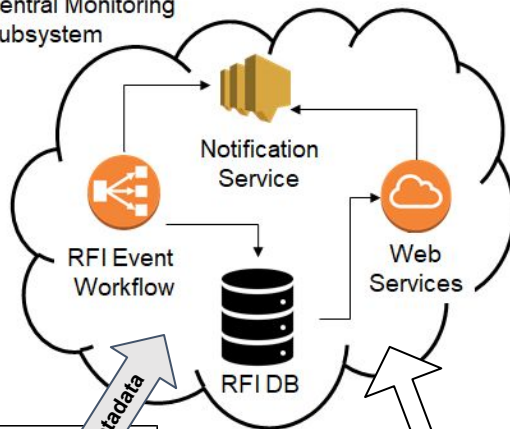 entral Monitoring
ubsystem
Notification
Service
RFI Event
Workflow
Web
Services
RFI DB
tadata